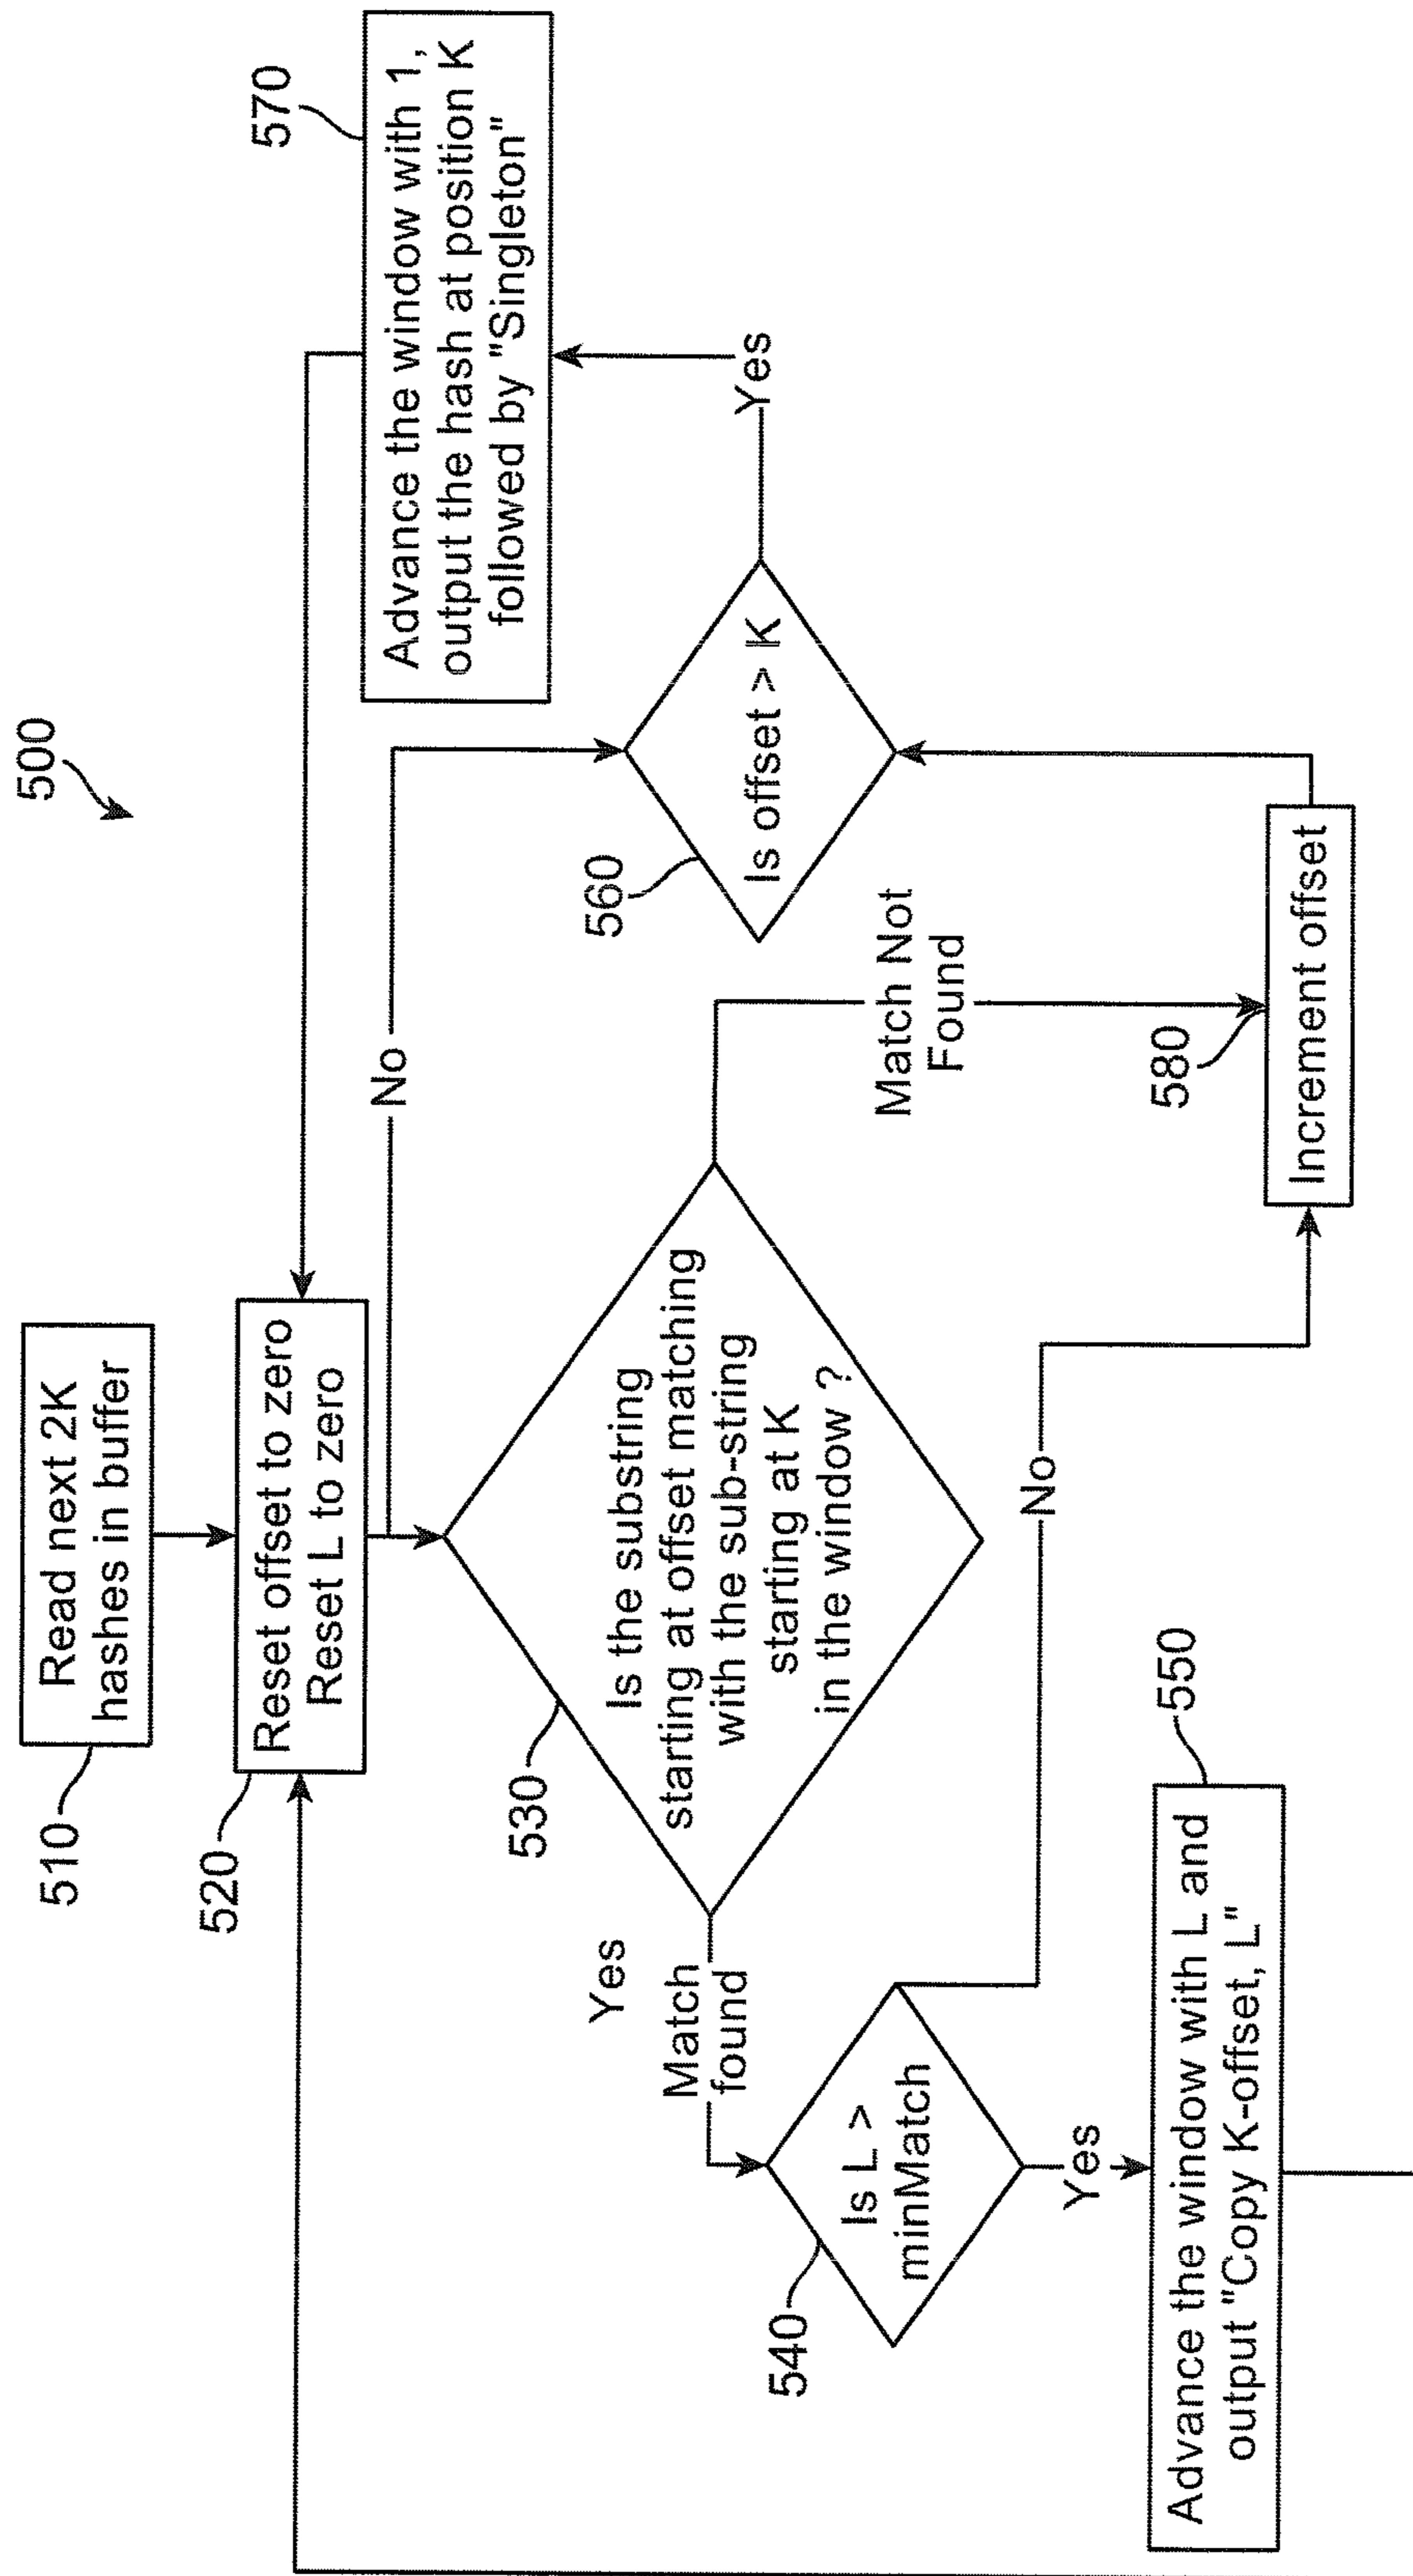 500
Read next 2K
hashes in buffer
510
Reset offset to zero
Reset L to zero
520
No
Advance the window with 1,
output the hash at position K
followed by "Singleton"
570
Is the substring
starting at offset matching
with the sub-string
starting at K
in the window ?
530
Yes
Match
found
Match Not
Found
Is offset > K
560
Yes
Is L >
minMatch
540
Yes
No
Increment offset
580
Advance the window with L and
output "Copy K-offset, L"
550